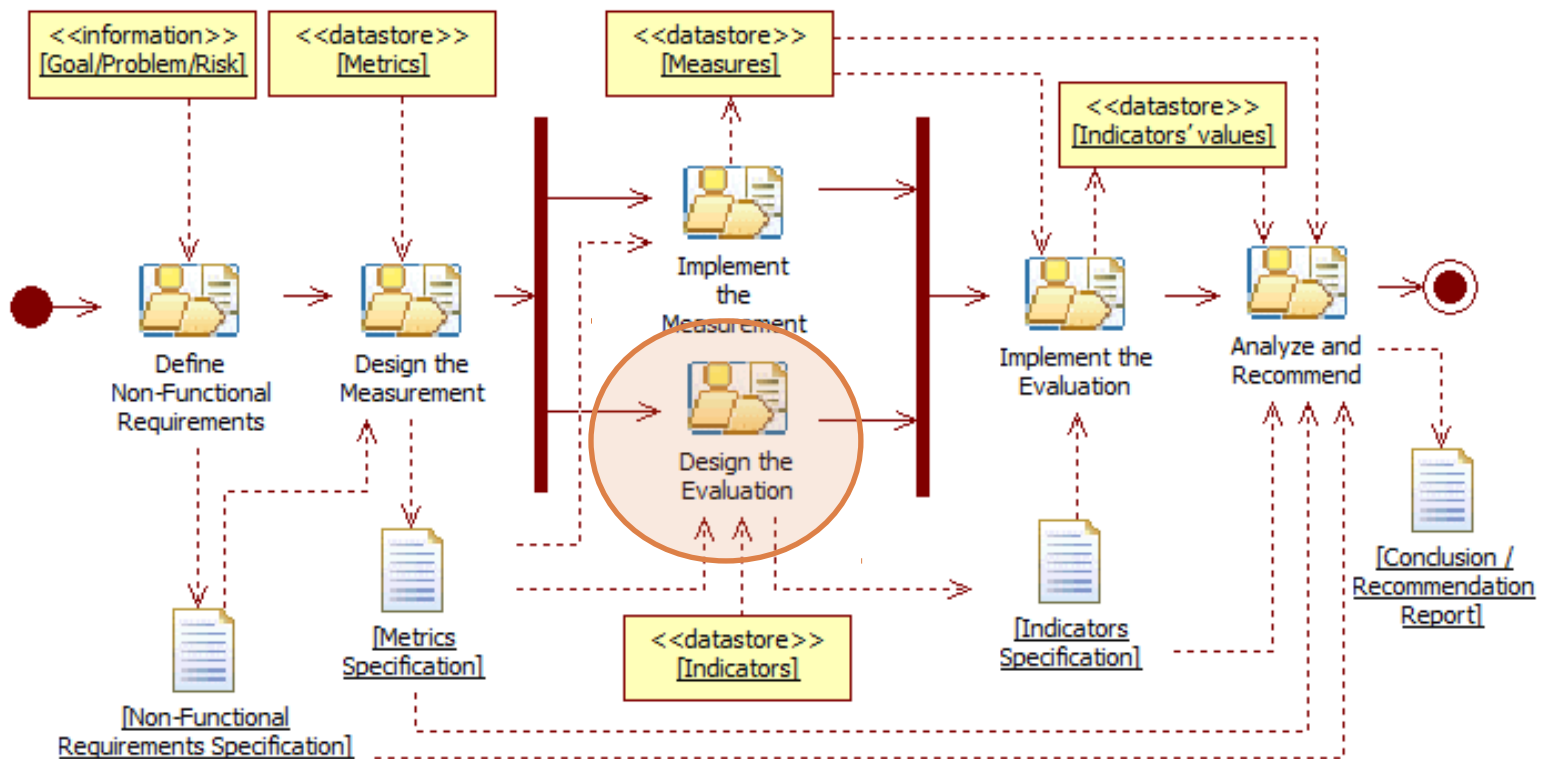 <<information>>
[Goal/Problem/Risk]
<<datastore>>
[Metrics]
<<datastore>>
[Measures]
<<datastore>>
[Indicators' values]
Define
Non-Functional
Requirements
Design the
Measurement
Implement
the
Measurement
Design the
Evaluation
Implement the
Evaluation
Analyze and
Recommend
[Non-Functional
Requirements Specification]
[Metrics
Specification]
<<datastore>>
[Indicators]
[Indicators
Specification]
[Conclusion /
Recommendation
Report]